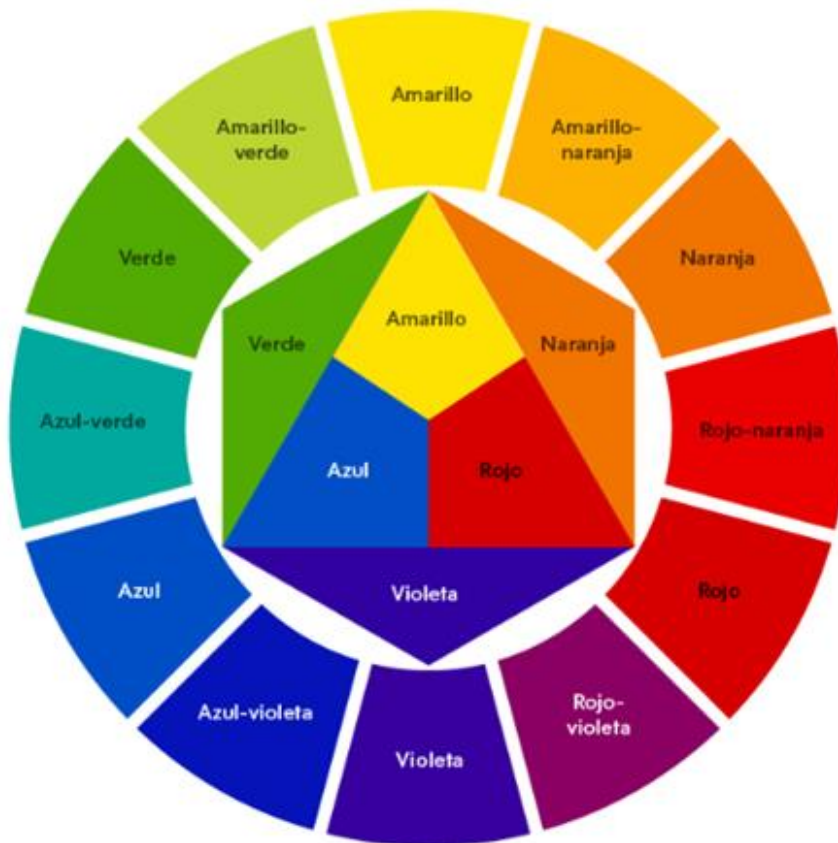 Amarillo
Amarillo-
verde
Amarillo-
naranja
Verde
Naranja
Amarillo
Verde
Naranja
Azul-verde
Rojo-naranja
Azul
Rojo
Azul
Violeta
Rojo
Azul-violeta
Rojo-
violeta
Violeta